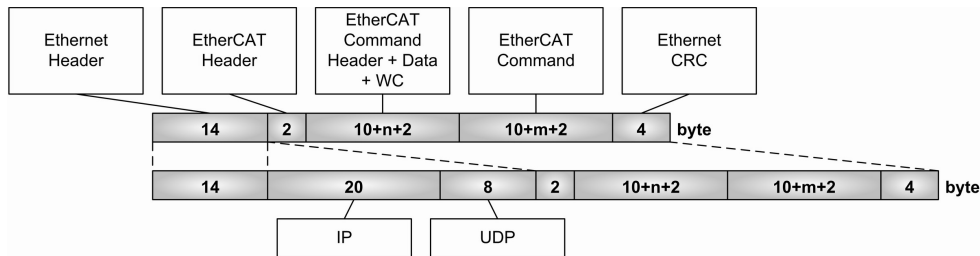 Ethernet
Header
EtherCAT
Header
EtherCAT
Command
Header + Data
+ WC
EtherCAT
Command
Ethernet
CRC
14 2 10+n+2 10+m+2 4 byte
14 20 8 2 10+n+2 10+m+2 4 byte
IP UDP